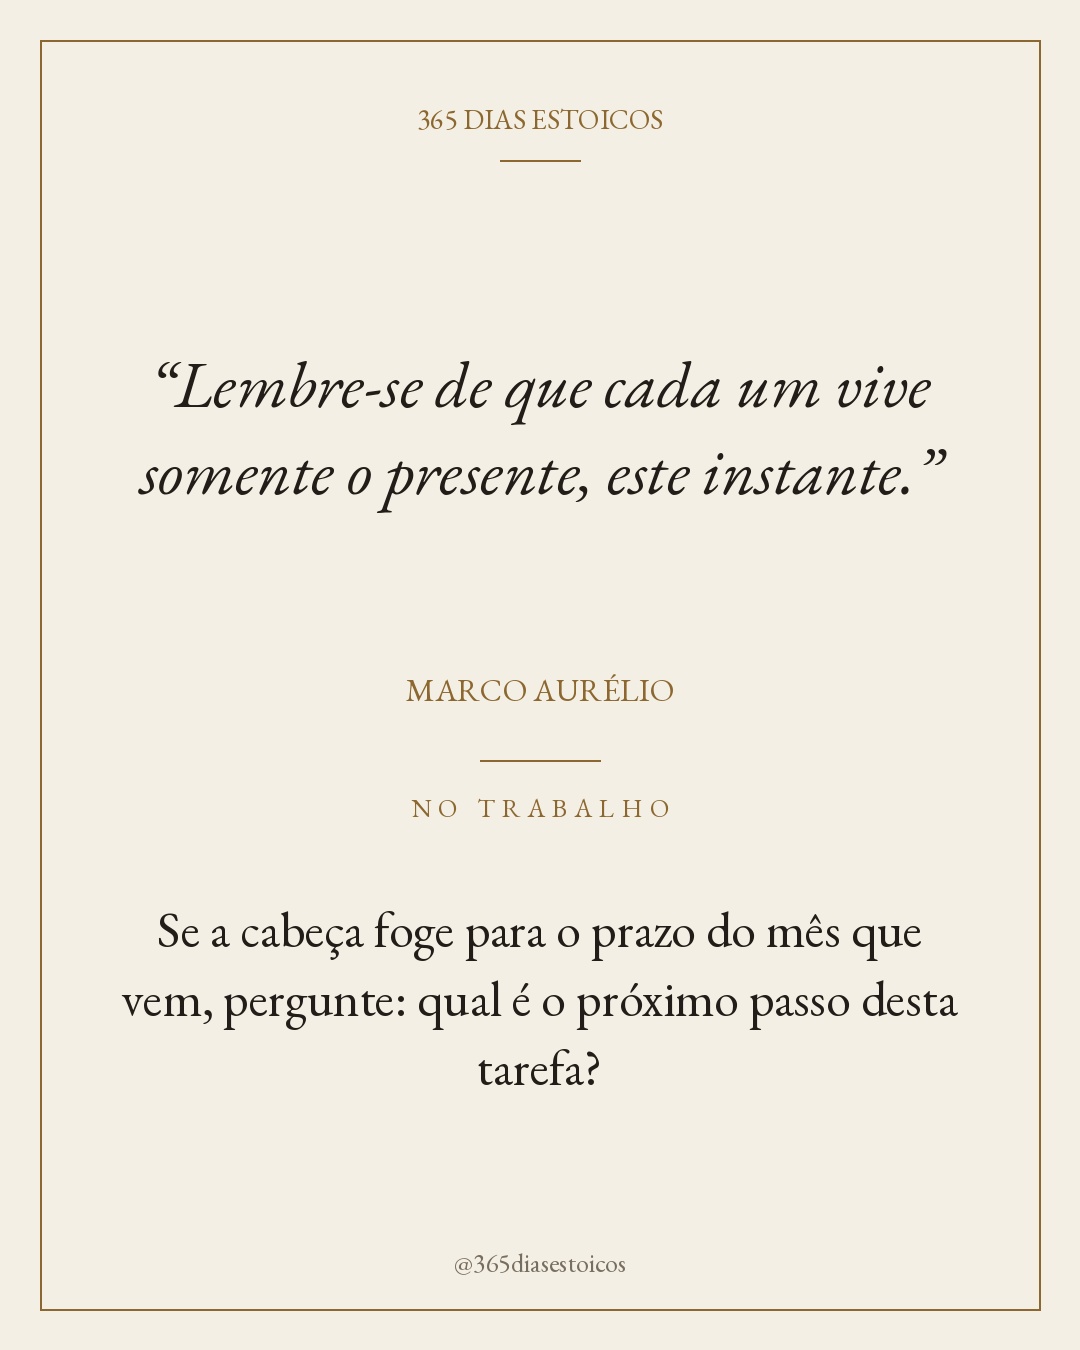 365 DIAS ESTOICOS
“Lembre-se de que cada um vive
somente o presente, este instante.”
MARCO AURÉLIO
NO TRABALHO
Se a cabeça foge para o prazo do mês que
vem, pergunte: qual é o próximo passo desta
tarefa?
@365diasestoicos